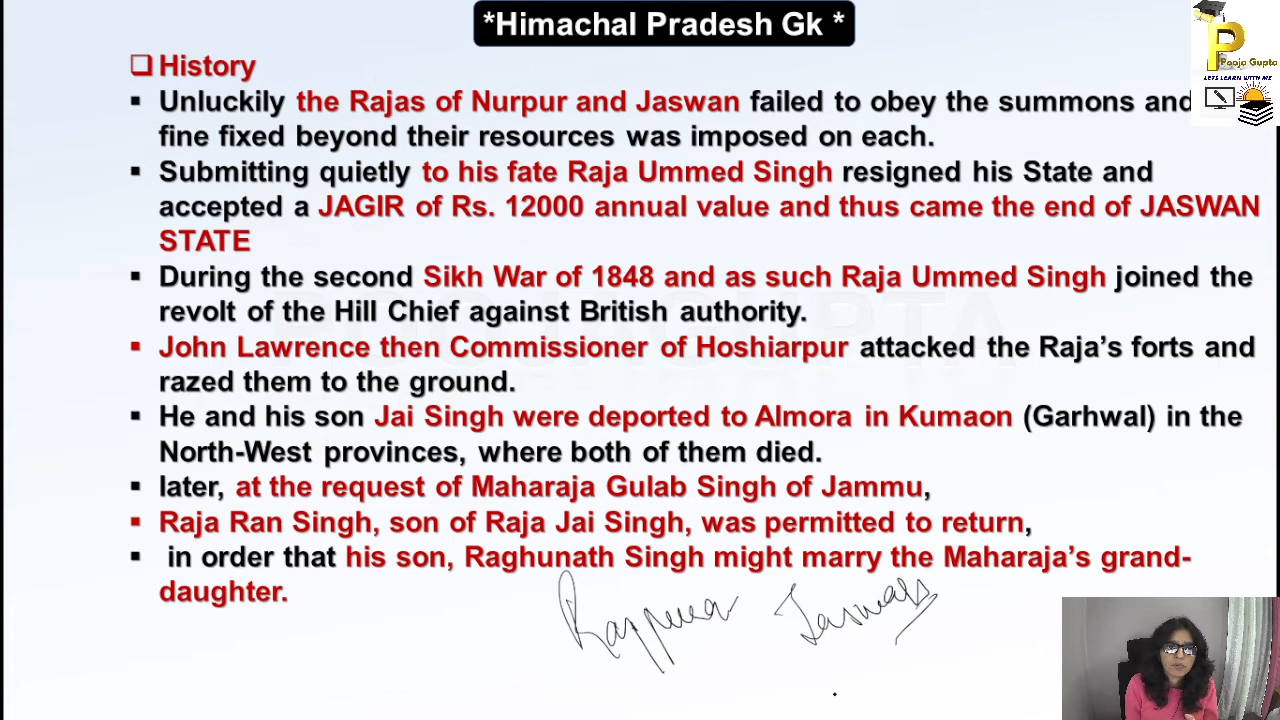 *Himachal Pradesh Gk *
P
Pooja Gupta
LETS LEARN WITH ME
❑ History
▪ Unluckily the Rajas of Nurpur and Jaswan failed to obey the summons and
fine fixed beyond their resources was imposed on each.
▪ Submitting quietly to his fate Raja Ummed Singh resigned his State and
accepted a JAGIR of Rs. 12000 annual value and thus came the end of JASWAN
STATE
▪ During the second Sikh War of 1848 and as such Raja Ummed Singh joined the
revolt of the Hill Chief against British authority.
▪ John Lawrence then Commissioner of Hoshiarpur attacked the Raja’s forts and
razed them to the ground.
▪ He and his son Jai Singh were deported to Almora in Kumaon (Garhwal) in the
North-West provinces, where both of them died.
▪ later, at the request of Maharaja Gulab Singh of Jammu,
▪ Raja Ran Singh, son of Raja Jai Singh, was permitted to return,
▪ in order that his son, Raghunath Singh might marry the Maharaja’s grand-
daughter.